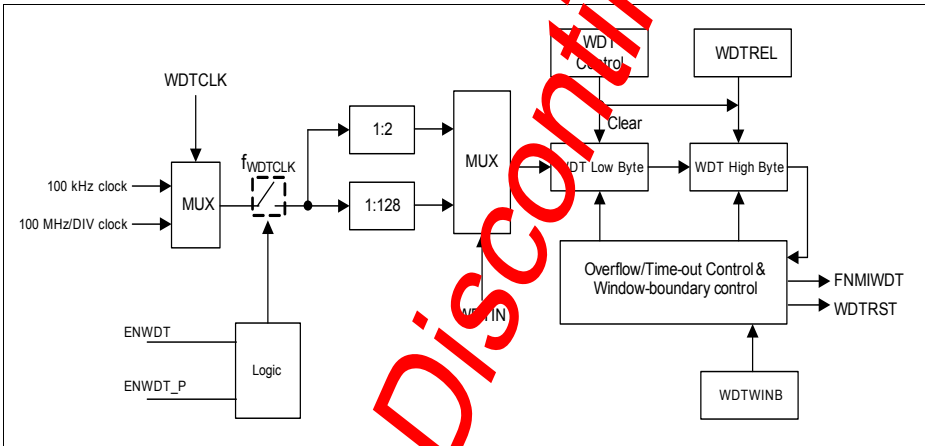 WDT
Control
WDTREL
WDTCLK
Clear
1:2
fWDTCLK
MUX
WDT Low Byte
WDT High Byte
100 kHz clock
MUX
1:128
100 MHz/DIV clock
Overflow/Time-out Control &
Window-boundary control
FNMIWDT
WDTRST
WDTIN
ENWDT
Logic
ENWDT_P
WDTWINB
Disconti